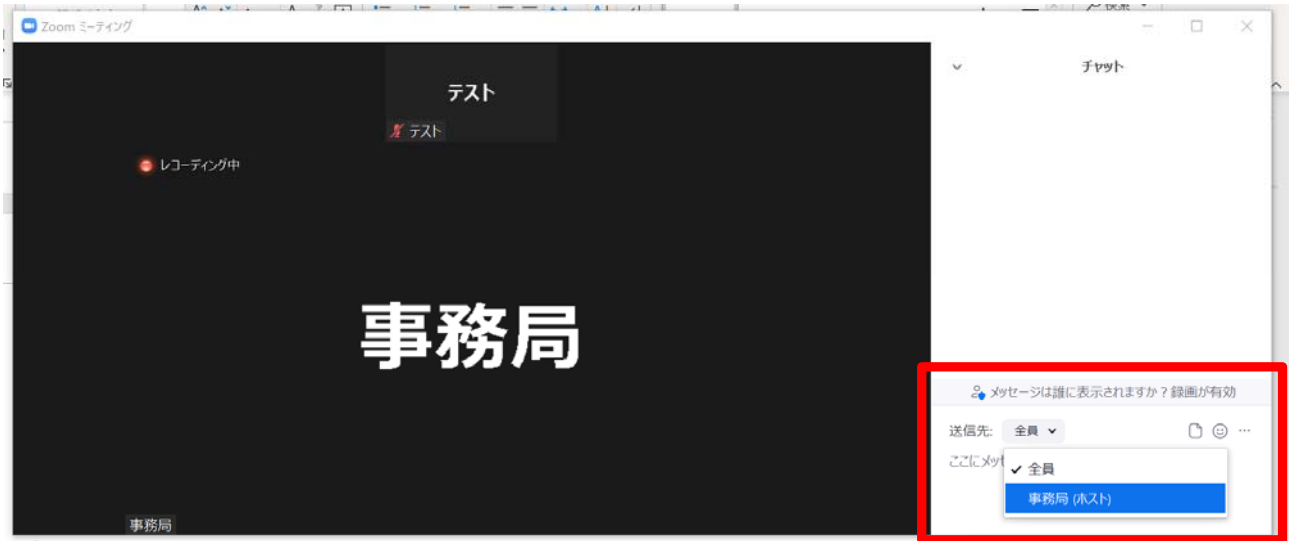 Zoom ミーティング
検索
テスト
テスト
レコーディング中
事務局
事務局
チャット
メッセージは誰に表示されますか？録画が有効
送信先: 全員
ここにメッセ
全員
事務局 (ホスト)